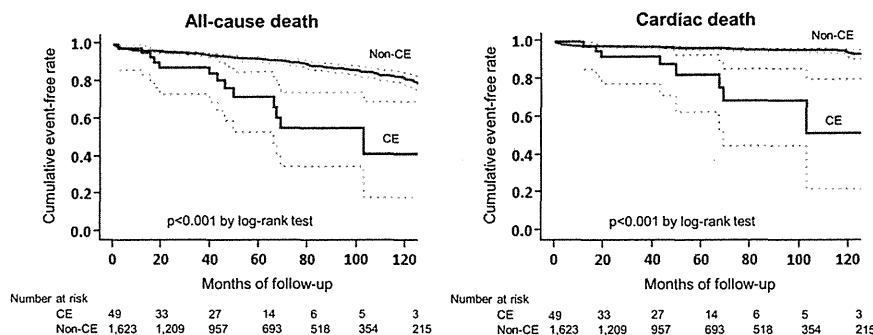 All-cause death
Cumulative event-free rate
1.0
0.8
0.6
0.4
0.2
0.0
Non-CE
CE
p<0.001 by log-rank test
0 20 40 60 80 100 120
Months of follow-up
Number at risk
CE 49 33 27 14 6 5 3
Non-CE 1,623 1,209 957 693 518 354 215
Cardiac death
Cumulative event-free rate
1.0
0.8
0.6
0.4
0.2
0.0
Non-CE
CE
p<0.001 by log-rank test
0 20 40 60 80 100 120
Months of follow-up
Number at risk
CE 49 33 27 14 6 5 3
Non-CE 1,623 1,209 957 693 518 354 215